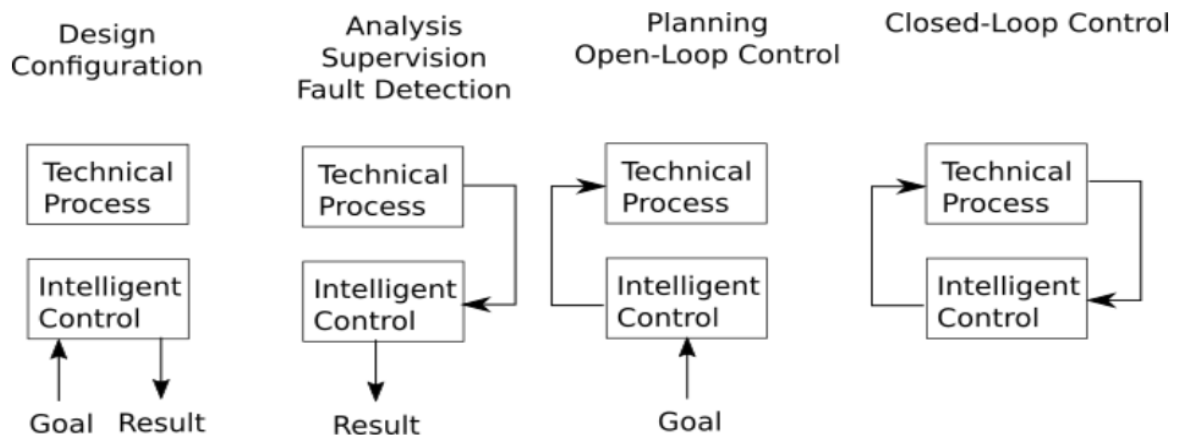 Design
Configuration
Technical
Process
Intelligent
Control
Goal
Result
Analysis
Supervision
Fault Detection
Technical
Process
Intelligent
Control
Result
Planning
Open-Loop Control
Technical
Process
Intelligent
Control
Goal
Closed-Loop Control
Technical
Process
Intelligent
Control